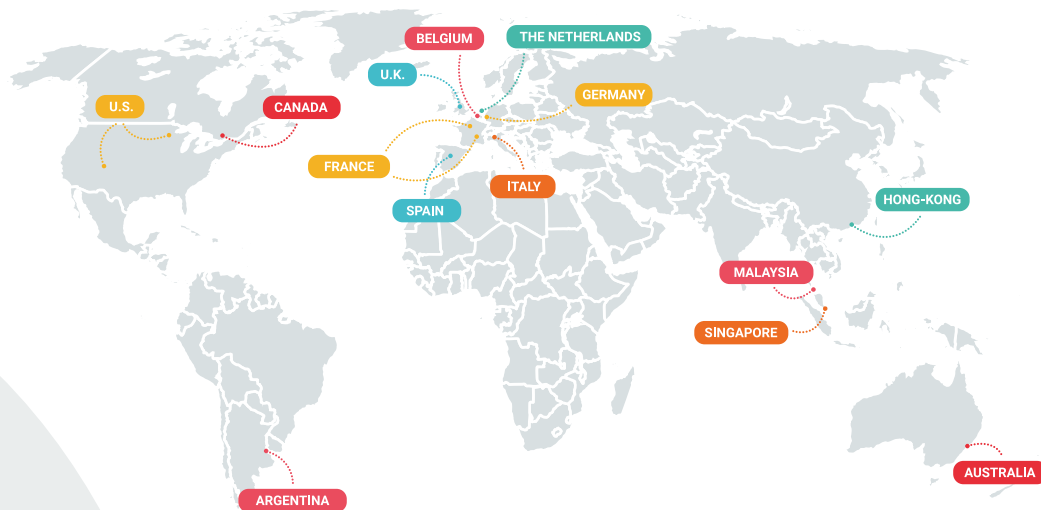 BELGIUM
THE NETHERLANDS
U.K.
GERMANY
U.S.
CANADA
FRANCE
ITALY
SPAIN
HONG-KONG
MALAYSIA
SINGAPORE
AUSTRALIA
ARGENTINA